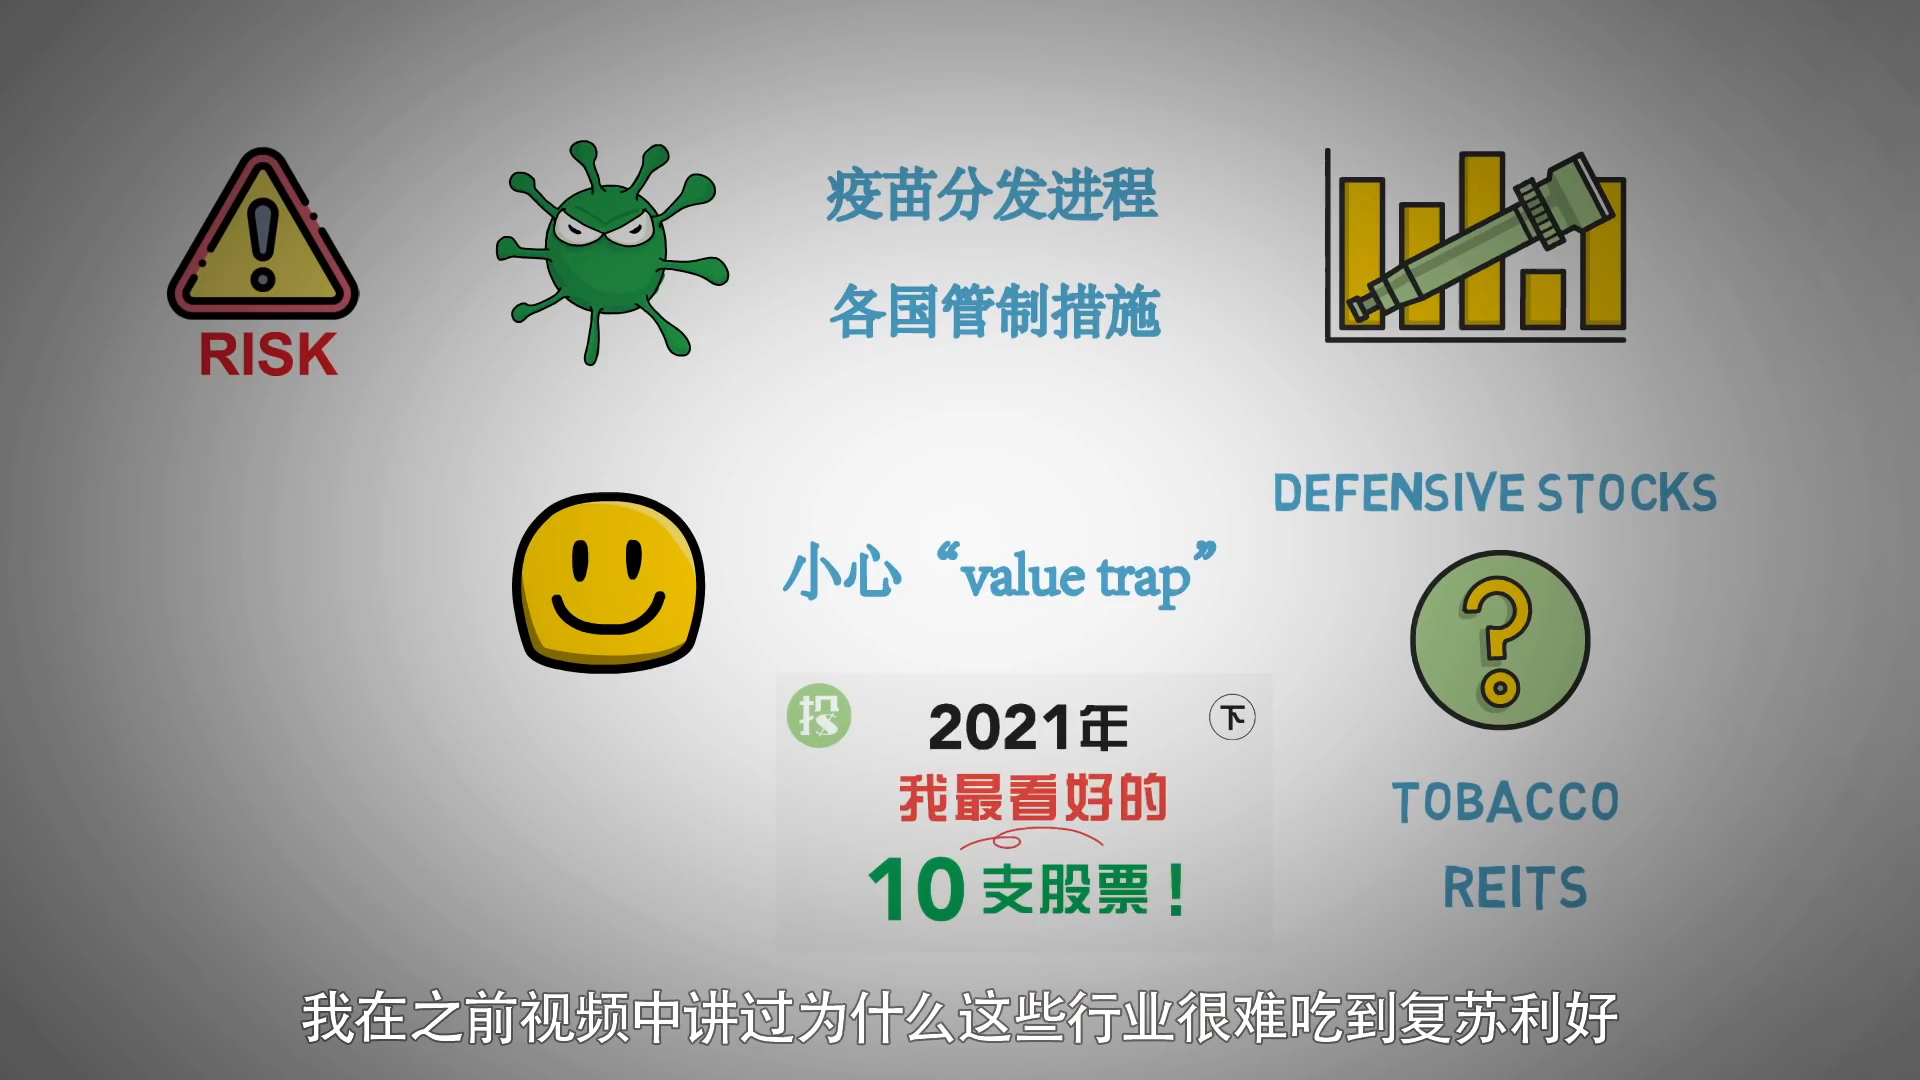 RISK
疫苗分发进程
各国管制措施
小心“value trap”
DEFENSIVE STOCKS
投
2021年
下
我最看好的
10支股票！
TOBACCO
REITS
我在之前视频中讲过为什么这些行业很难吃到复苏利好